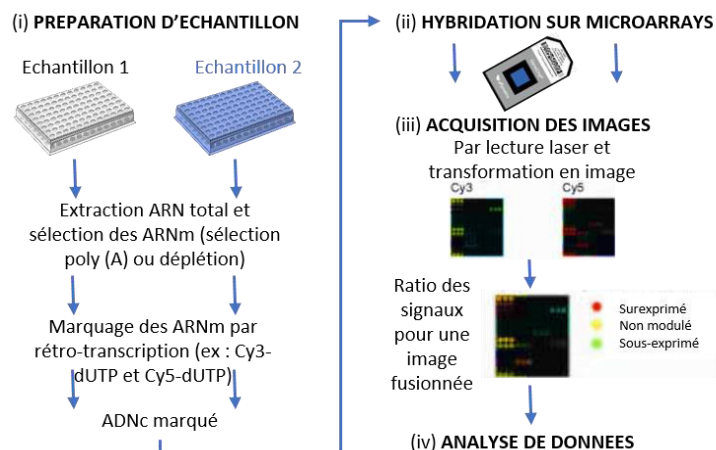 (i) PREPARATION D'ECHANTILLON
Echantillon 1
Echantillon 2
Extraction ARN total et
sélection des ARNm (sélection
poly (A) ou déplétion)
Marquage des ARNm par
rétro-transcription (ex : Cy3-
dUTP et Cy5-dUTP)
ADNc marqué
(ii) HYBRIDATION SUR MICROARRAYS
(iii) ACQUISITION DES IMAGES
Par lecture laser et
transformation en image
Cy3
Cy5
Ratio des
signaux
pour une
image
fusionnée
Surexprimé
Non modulé
Sous-exprimé
(iv) ANALYSE DE DONNEES